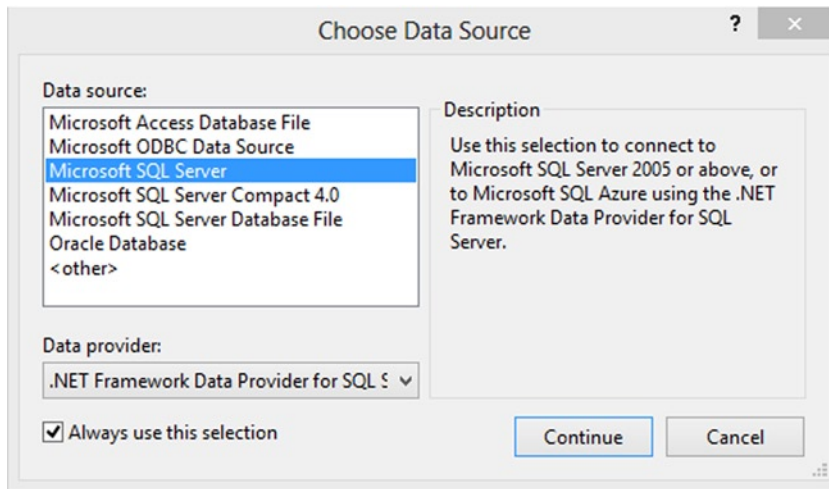 Choose Data Source
?
Data source:
Microsoft Access Database File
Microsoft ODBC Data Source
Microsoft SQL Server
Microsoft SQL Server Compact 4.0
Microsoft SQL Server Database File
Oracle Database
<other>
Description
Use this selection to connect to
Microsoft SQL Server 2005 or above, or
to Microsoft SQL Azure using the .NET
Framework Data Provider for SQL
Server.
Data provider:
.NET Framework Data Provider for SQL S
Always use this selection
Continue
Cancel